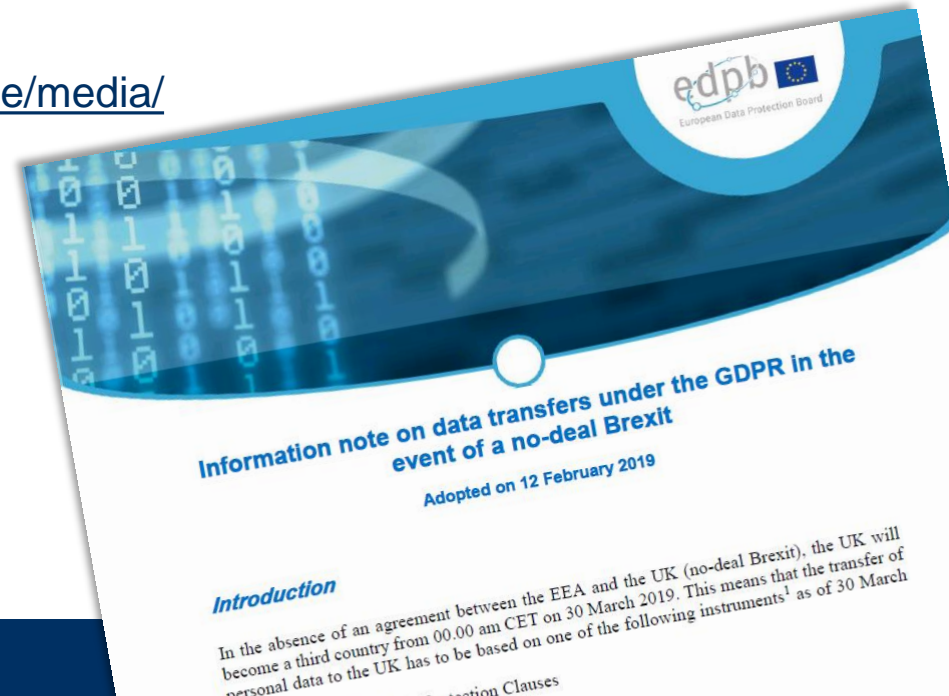 e/media/
edpb
European Data Protection Board
Information note on data transfers under the GDPR in the
event of a no-deal Brexit
Adopted on 12 February 2019
Introduction
In the absence of an agreement between the EEA and the UK (no-deal Brexit), the UK will
become a third country from 00.00 am CET on 30 March 2019. This means that the transfer of
personal data to the UK has to be based on one of the following instruments¹ as of 30 March
Clauses